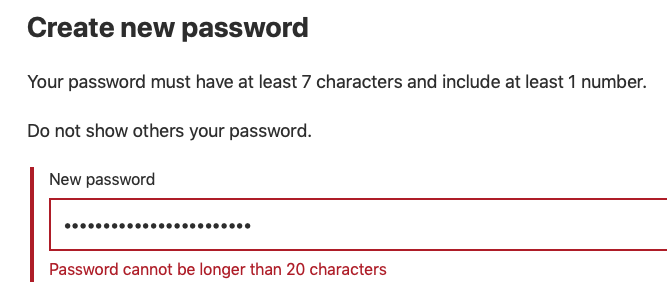 Create new password
Your password must have at least 7 characters and include at least 1 number.
Do not show others your password.
New password
••••••••••••••••••••••••
Password cannot be longer than 20 characters